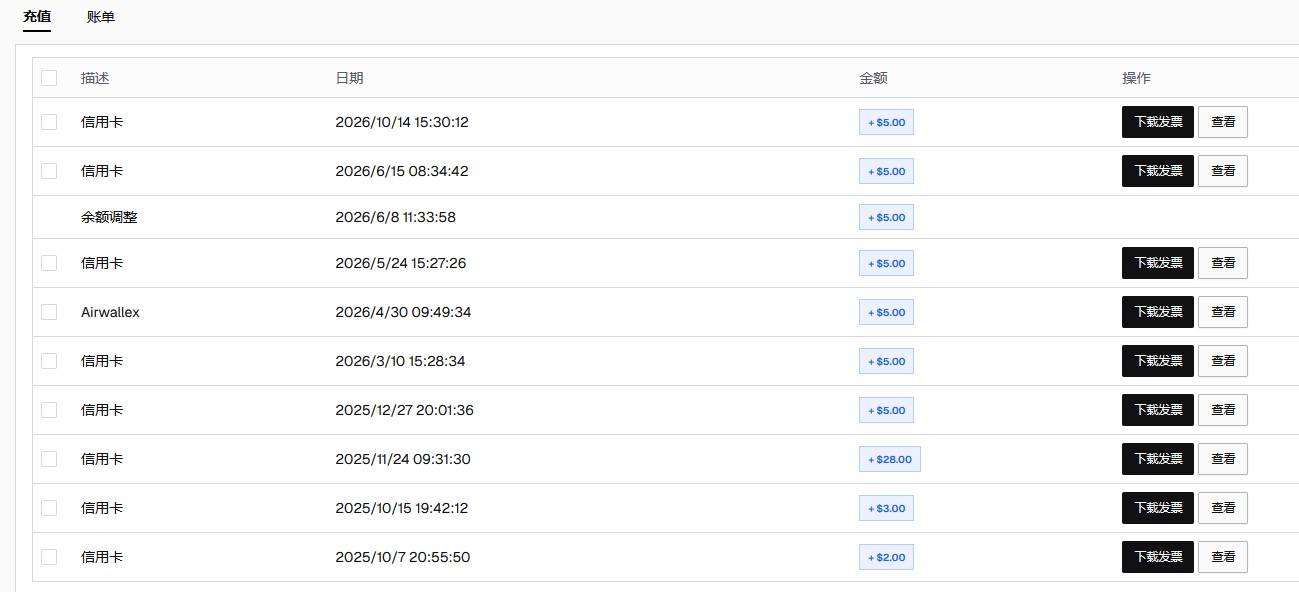 充值 账单
描述 日期 金额 操作
信用卡 2026/10/14 15:30:12 + $5.00 下载发票 查看
信用卡 2026/6/15 08:34:42 + $5.00 下载发票 查看
余额调整 2026/6/8 11:33:58 + $5.00
信用卡 2026/5/24 15:27:26 + $5.00 下载发票 查看
Airwallex 2026/4/30 09:49:34 + $5.00 下载发票 查看
信用卡 2026/3/10 15:28:34 + $5.00 下载发票 查看
信用卡 2025/12/27 20:01:36 + $5.00 下载发票 查看
信用卡 2025/11/24 09:31:30 + $28.00 下载发票 查看
信用卡 2025/10/15 19:42:12 + $3.00 下载发票 查看
信用卡 2025/10/7 20:55:50 + $2.00 下载发票 查看